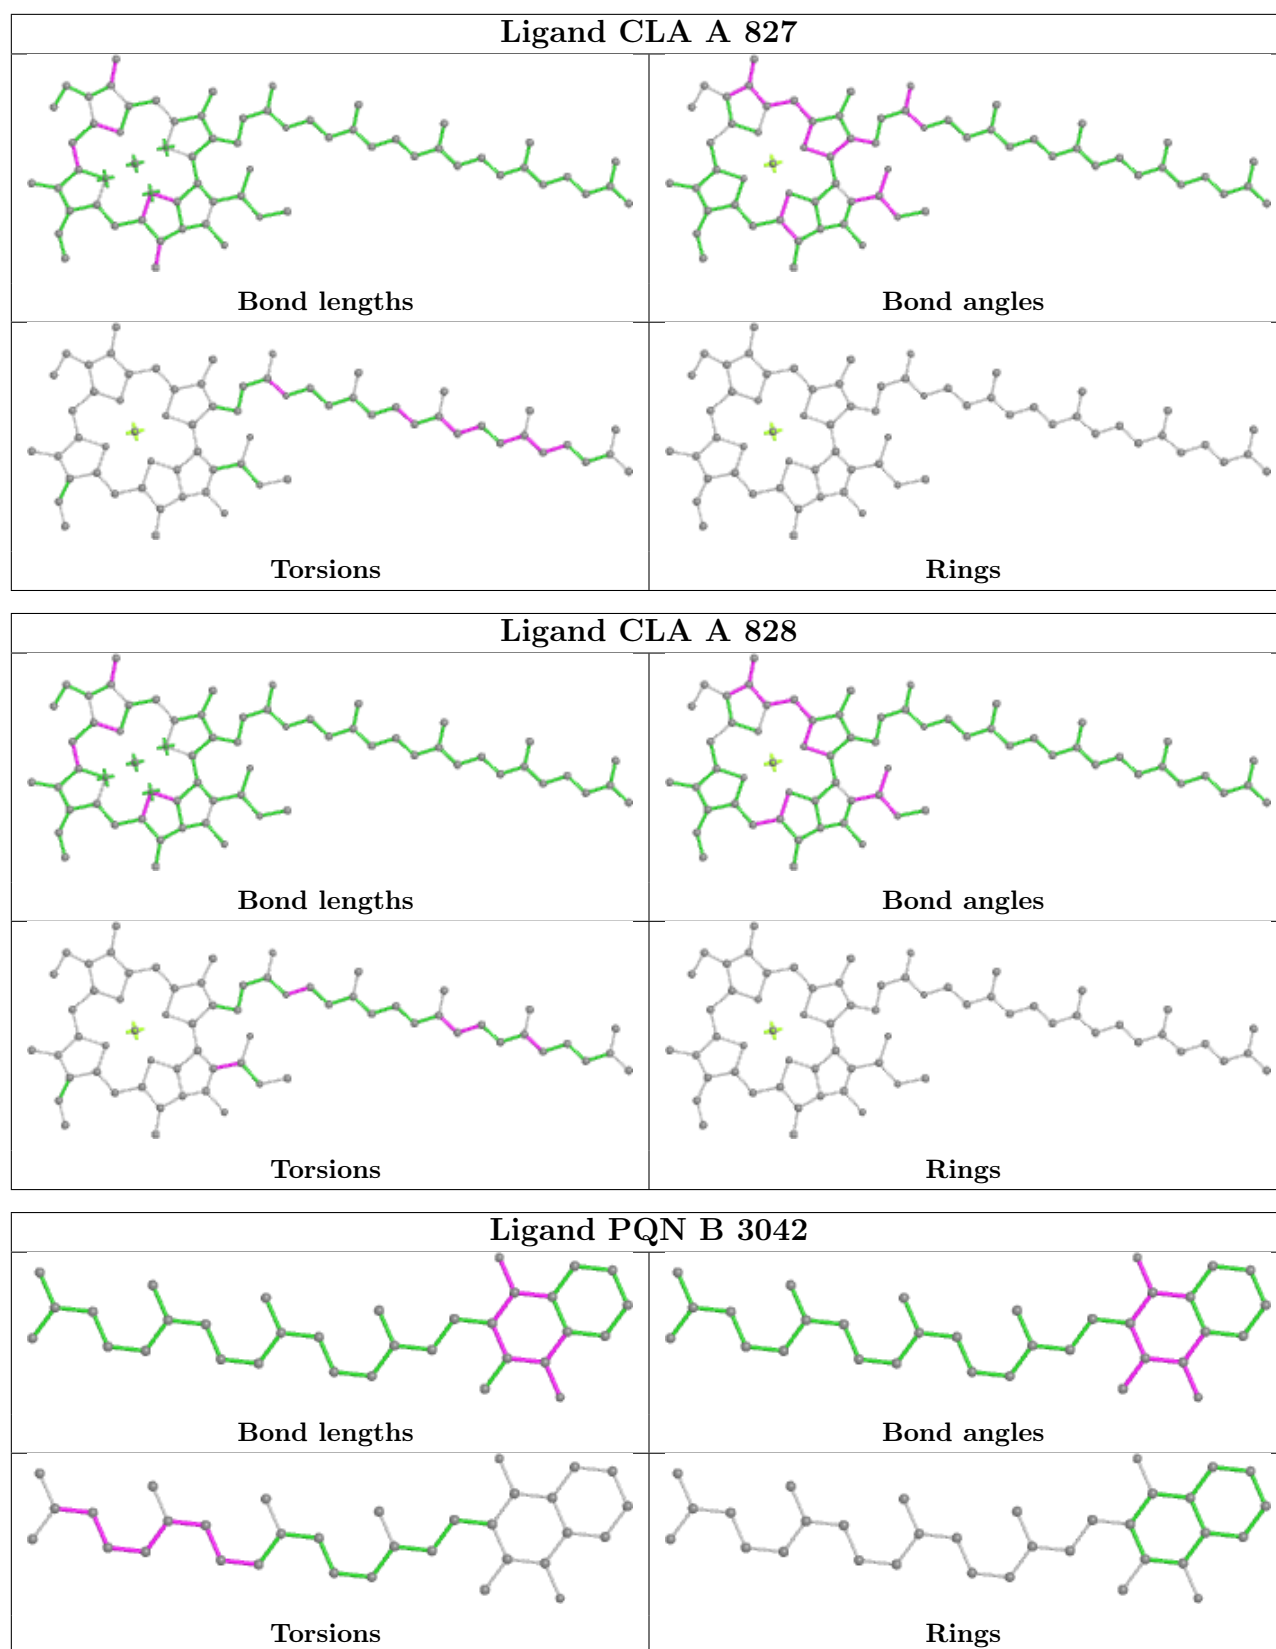 Ligand CLA A 827
Bond lengths
Bond angles
Torsions
Rings
Ligand CLA A 828
Bond lengths
Bond angles
Torsions
Rings
Ligand PQN B 3042
Bond lengths
Bond angles
Torsions
Rings